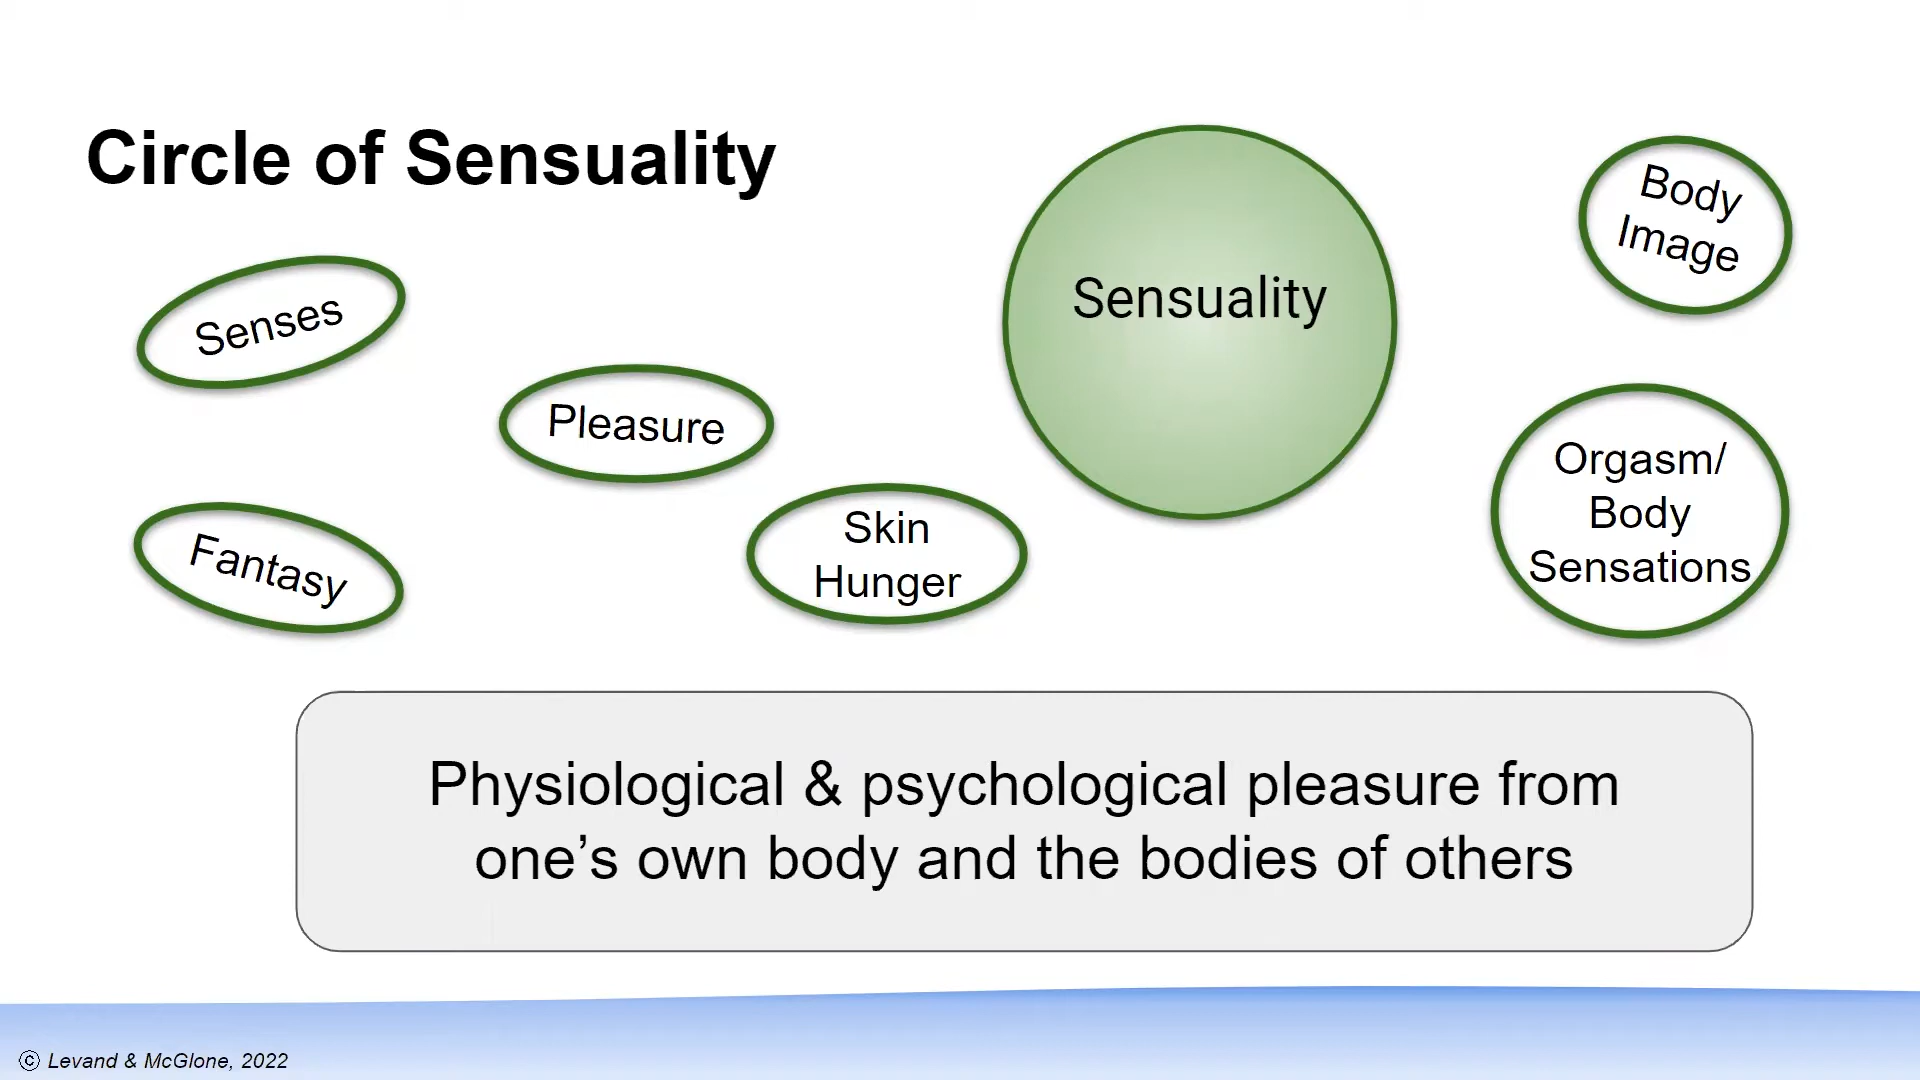 Circle of Sensuality
Sensuality
Body
Image
Senses
Pleasure
Orgasm/
Body
Sensations
Skin
Hunger
Fantasy
Physiological & psychological pleasure from
one’s own body and the bodies of others
© Levand & McGlone, 2022